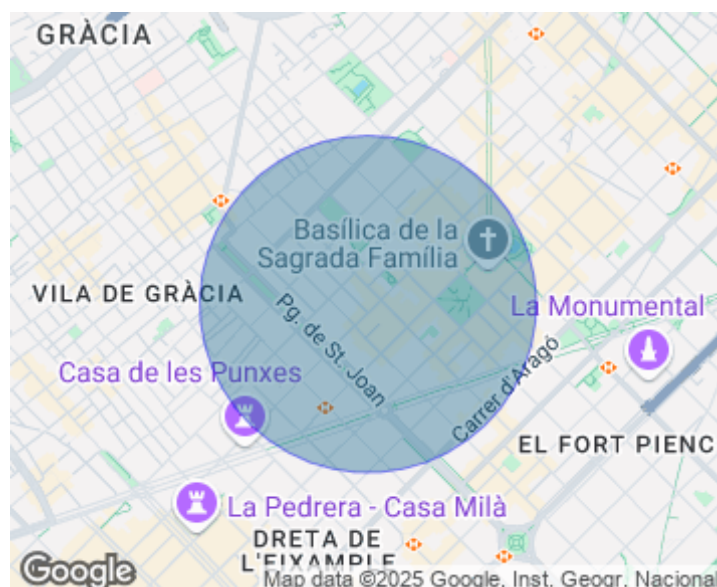 GRÀCIA
Basílica de la
Sagrada Família
VILA DE GRÀCIA
Pg. de St. Joan
La Monumental
Casa de les Punxes
Carrer d'Aragó
EL FORT PIENC
La Pedrera - Casa Milà
DRETA DE
L'EIXAMPLE
Google
Map data ©2025 Google, Inst. Geogr. Nacional